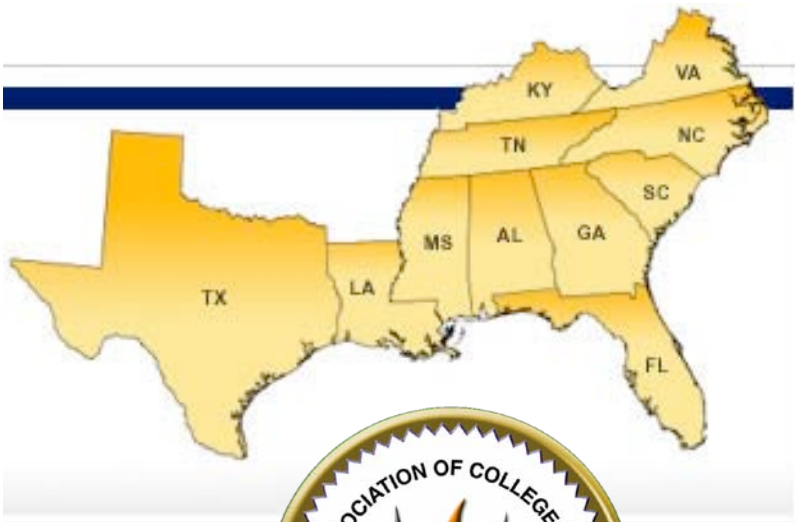 KY
VA
TN
NC
SC
MS
AL
GA
TX
LA
FL
OCIATION OF COLLEGE